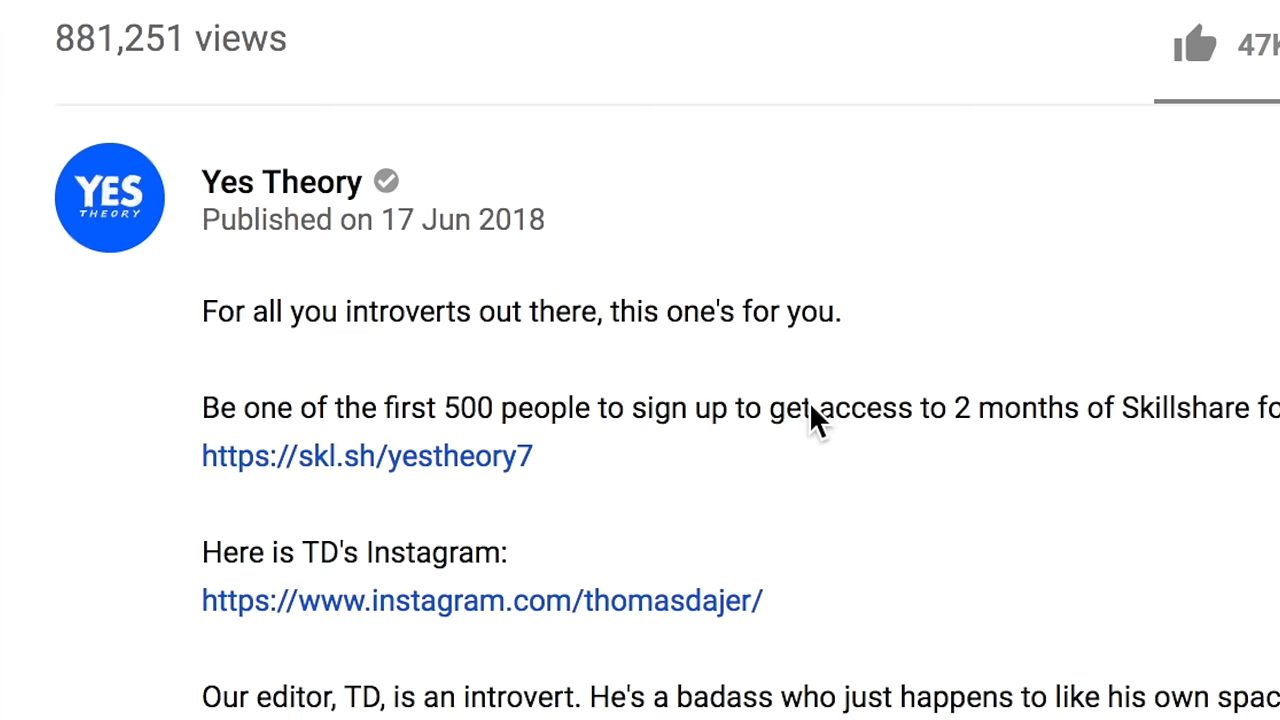 881,251 views
47K
YES
THEORY
Yes Theory
Published on 17 Jun 2018
For all you introverts out there, this one's for you.
Be one of the first 500 people to sign up to get access to 2 months of Skillshare fo
https://skl.sh/yestheory7
Here is TD's Instagram:
https://www.instagram.com/thomasdajer/
Our editor, TD, is an introvert. He's a badass who just happens to like his own spac